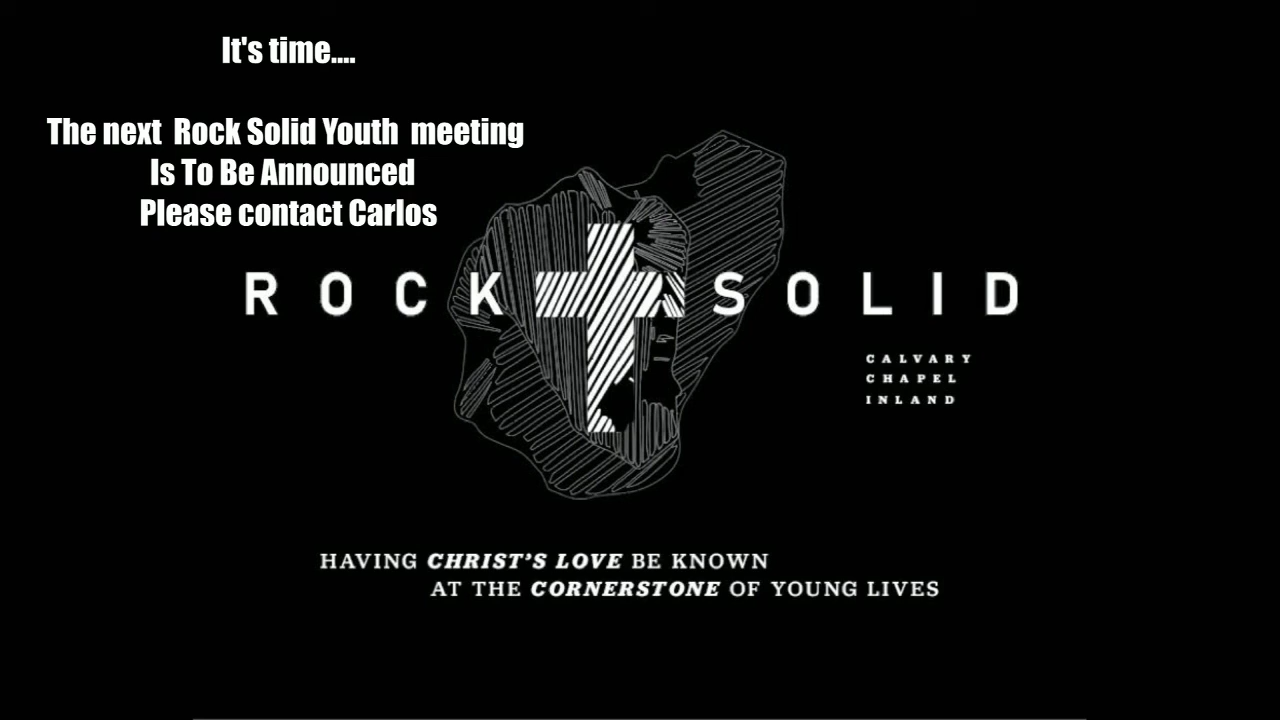 It's time....
The next Rock Solid Youth meeting
Is To Be Announced
Please contact Carlos
ROCK SOLID
CALVARY
CHAPEL
INLAND
HAVING CHRIST'S LOVE BE KNOWN
AT THE CORNERSTONE OF YOUNG LIVES